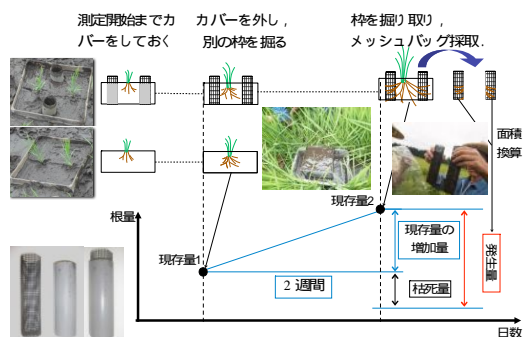 測定開始までカ
バーをしておく
カバーを外し，
別の枠を掘る
枠を掘り取り，
メッシュバッグ採取．
面積
換算
根量
現存量1
現存量2
現存量の
増加量
発生量
2 週間
枯死量
日数